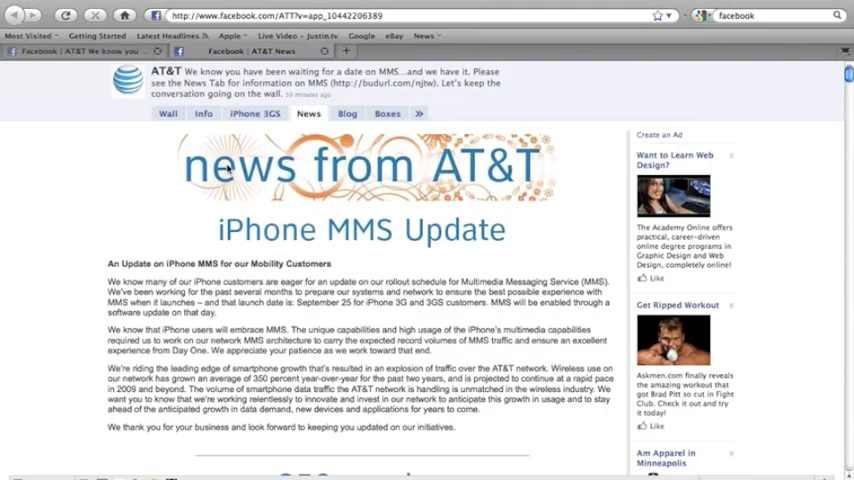 http://www.facebook.com/ATT?v=app_10442206389
facebook
Most Visited Getting Started Latest Headlines Apple Live Video - Justin.tv Google eBay News
Facebook | AT&T We know you ... Facebook | AT&T News
AT&T We know you have been waiting for a date on MMS...and we have it. Please
see the News Tab for information on MMS (http://budurl.com/njtw). Let's keep the
conversation going on the wall. 50 minutes ago
Wall Info iPhone 3GS News Blog Boxes »
news from AT&T
iPhone MMS Update
An Update on iPhone MMS for our Mobility Customers
We know many of our iPhone customers are eager for an update on our rollout schedule for Multimedia Messaging Service (MMS).
We've been working for the past several months to prepare our systems and network to ensure the best possible experience with
MMS when it launches – and that launch date is: September 25 for iPhone 3G and 3GS customers. MMS will be enabled through a
software update on that day.
We know that iPhone users will embrace MMS. The unique capabilities and high usage of the iPhone's multimedia capabilities
required us to work on our network MMS architecture to carry the expected record volumes of MMS traffic and ensure an excellent
experience from Day One. We appreciate your patience as we work toward that end.
We're riding the leading edge of smartphone growth that's resulted in an explosion of traffic over the AT&T network. Wireless use on
our network has grown an average of 350 percent year-over-year for the past two years, and is projected to continue at a rapid pace
in 2009 and beyond. The volume of smartphone data traffic the AT&T network is handling is unmatched in the wireless industry. We
want you to know that we're working relentlessly to innovate and invest in our network to anticipate this growth in usage and to stay
ahead of the anticipated growth in data demand, new devices and applications for years to come.
We thank you for your business and look forward to keeping you updated on our initiatives.
Create an Ad
Want to Learn Web
Design?
The Academy Online offers
practical, career-driven
online degree programs in
Graphic Design and Web
Design, completely online!
Like
Get Ripped Workout
Askmen.com finally reveals
the amazing workout that
got Brad Pitt so cut in Fight
Club. Check it out and try
it today!
Like
Am Apparel in
Minneapolis